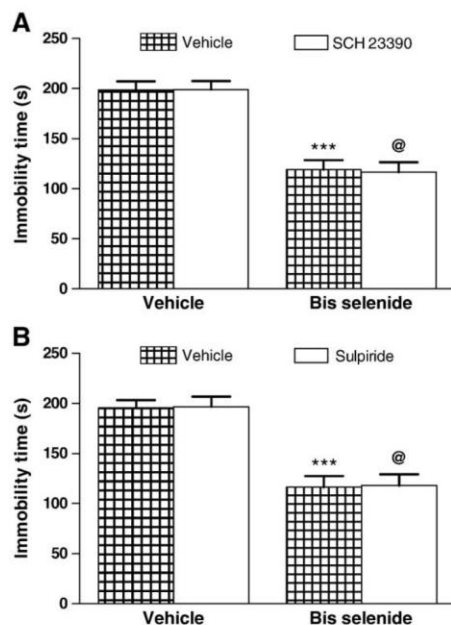 A
Vehicle SCH 23390
Immobility time (s)
250
200
150
100
50
0
*** @
Vehicle Bis selenide
B
Vehicle Sulpiride
Immobility time (s)
250
200
150
100
50
0
*** @
Vehicle Bis selenide